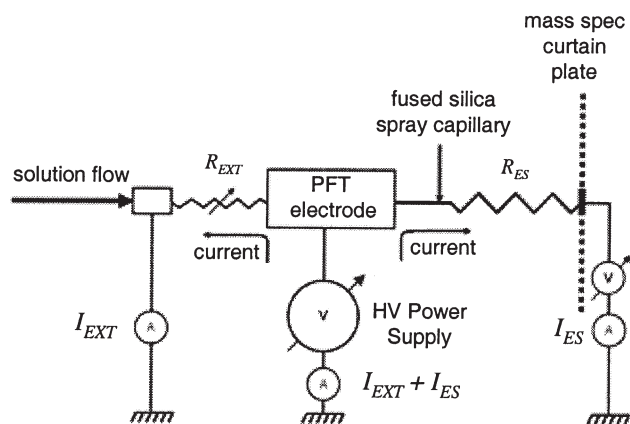 mass spec
curtain
plate
fused silica
spray capillary
solution flow
R_EXT
PFT
electrode
R_ES
current
current
V
HV Power
Supply
V
I_EXT
A
I_ES
A
A
I_EXT + I_ES